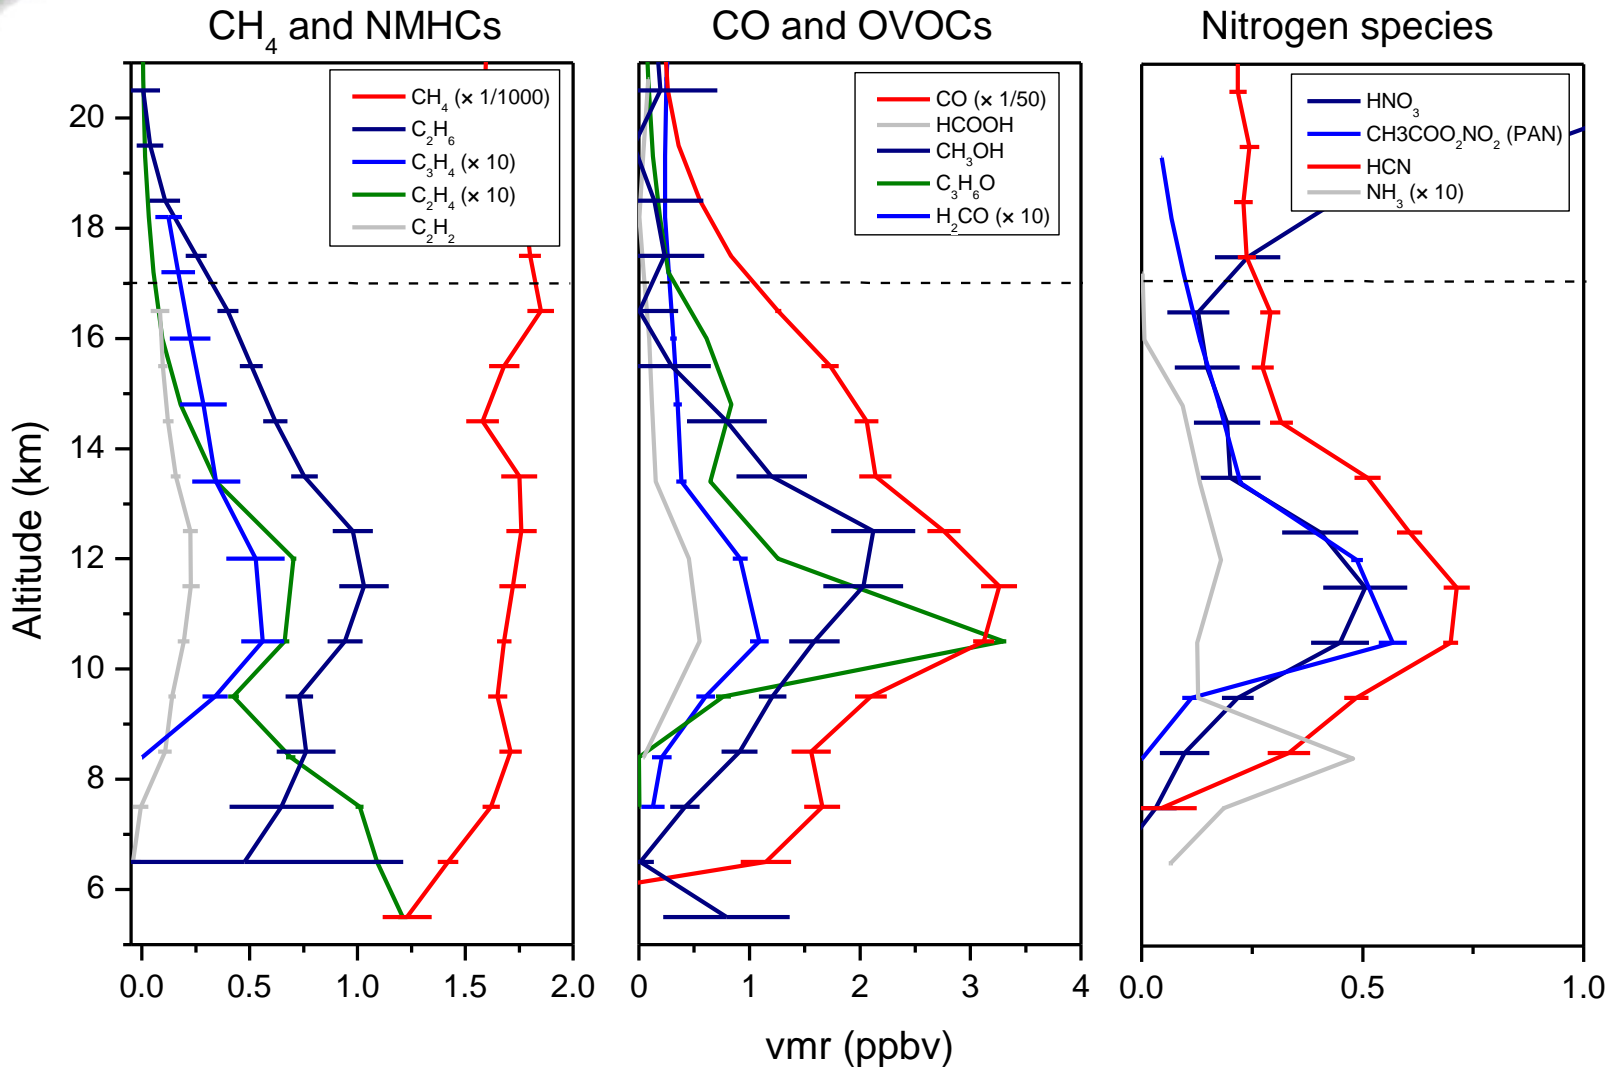 CH₄ and NMHCs
CO and OVOCs
Nitrogen species
CH₄ (× 1/1000)
C₂H₆
C₃H₄ (× 10)
C₂H₄ (× 10)
C₂H₂
CO (× 1/50)
HCOOH
CH₃OH
C₃H₆O
H₂CO (× 10)
HNO₃
CH3COO₂NO₂ (PAN)
HCN
NH₃ (× 10)
Altitude (km)
20
18
16
14
12
10
8
6
0.0 0.5 1.0 1.5 2.0
0 1 2 3 4
0.0 0.5 1.0
vmr (ppbv)